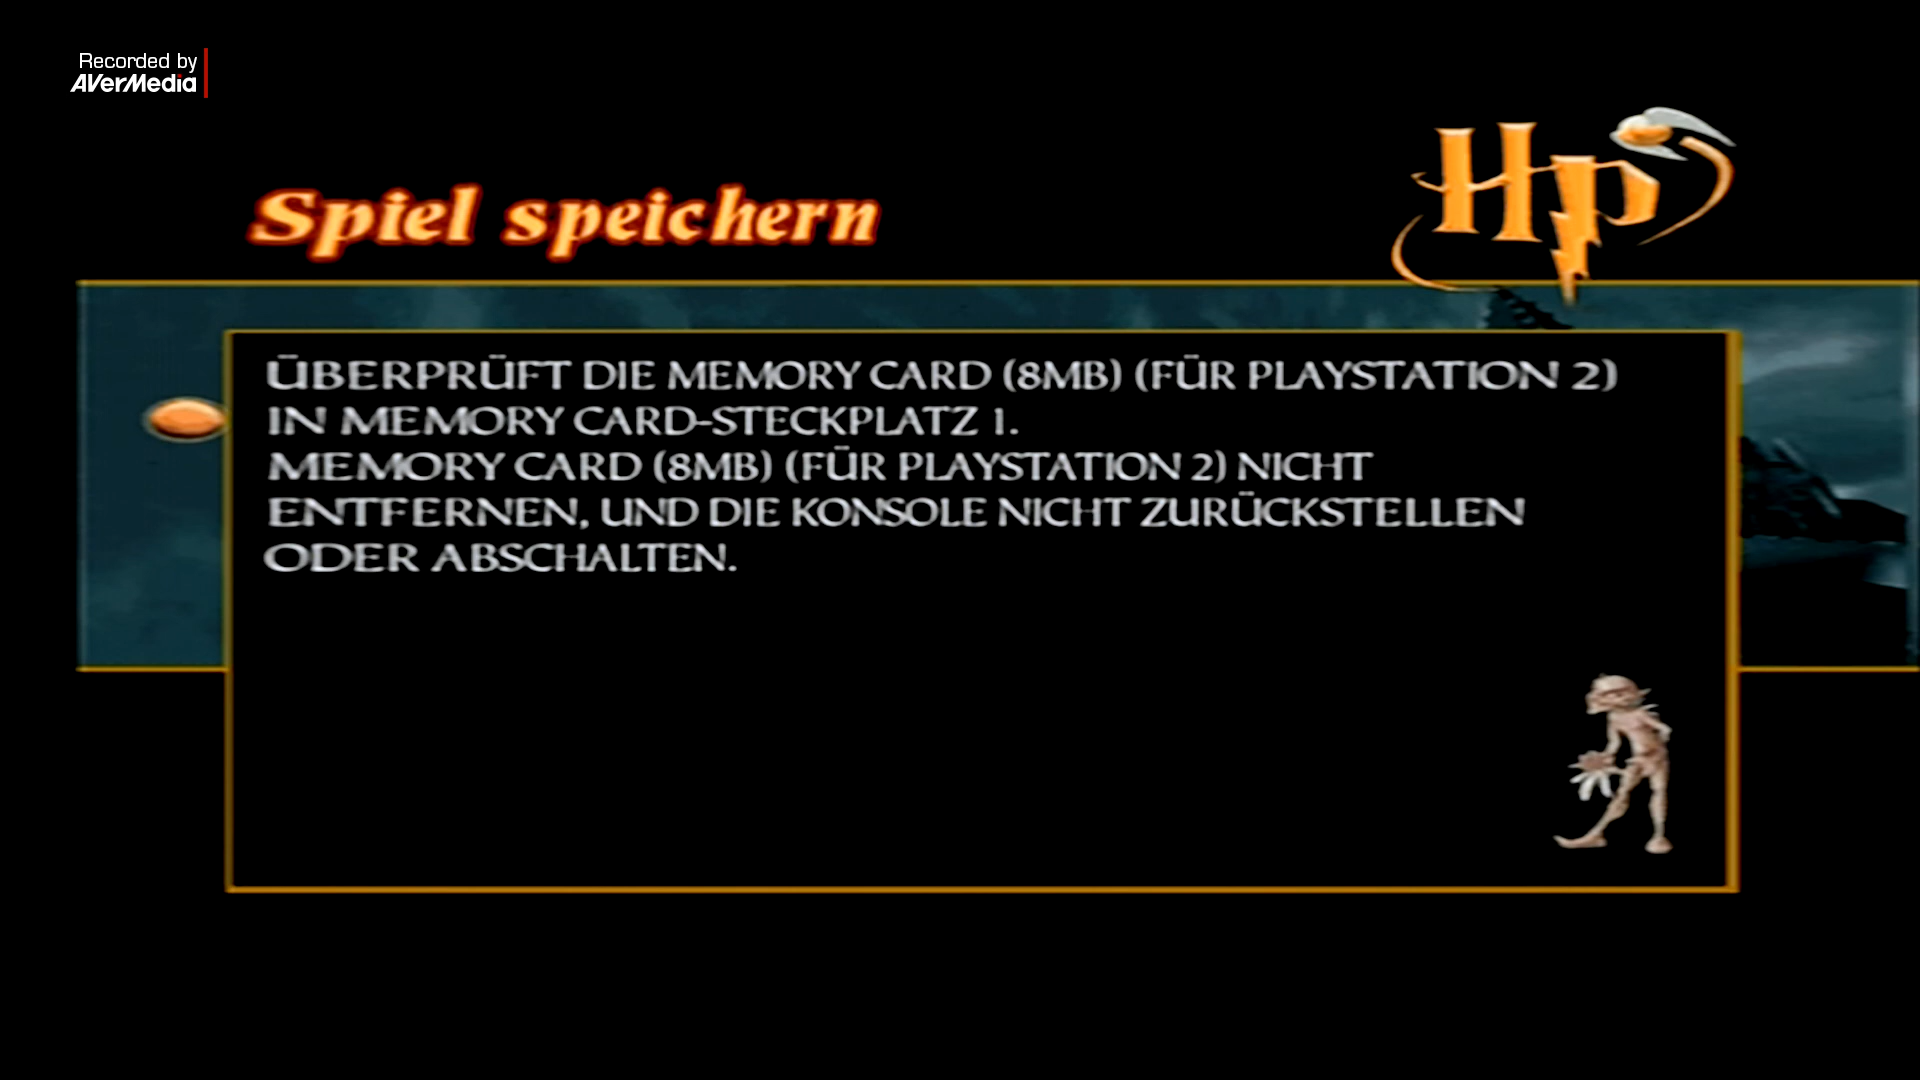 Recorded by
AVerMedia
HP
Spiel speichern
ÜBERPRÜFT DIE MEMORY CARD (8MB) (FÜR PLAYSTATION 2)
IN MEMORY CARD-STECKPLATZ 1.
MEMORY CARD (8MB) (FÜR PLAYSTATION 2) NICHT
ENTFERNEN, UND DIE KONSOLE NICHT ZURÜCKSTELLEN
ODER ABSCHALTEN.